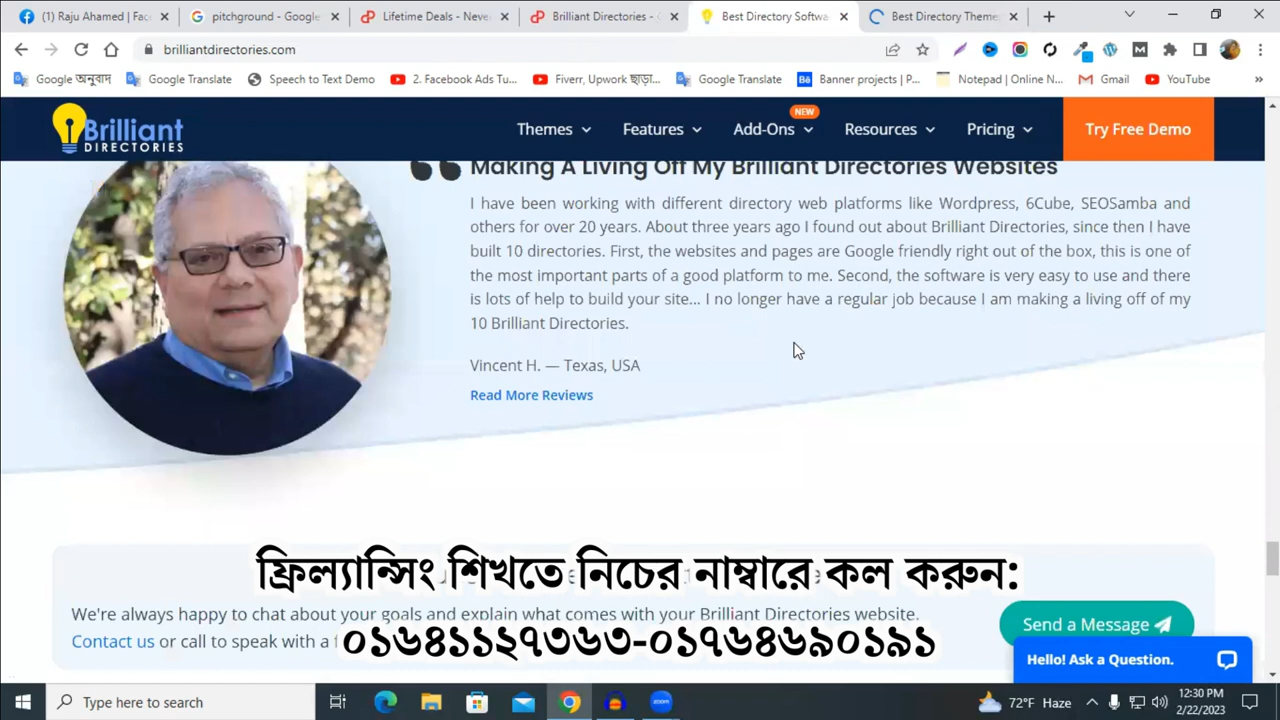 (1) Raju Ahamed | Fac
pitchground - Google
Lifetime Deals - Never
Brilliant Directories -
Best Directory Softwa
Best Directory Theme
brilliantdirectories.com
Google অনুবাদ
Google Translate
Speech to Text Demo
2. Facebook Ads Tu...
Fiverr, Upwork ছাড়া...
Google Translate
Banner projects | P...
Notepad | Online N...
Gmail
YouTube
Brilliant
DIRECTORIES
Themes
Features
NEW
Add-Ons
Resources
Pricing
Try Free Demo
Making A Living Off My Brilliant Directories Websites
I have been working with different directory web platforms like Wordpress, 6Cube, SEOSamba and
others for over 20 years. About three years ago I found out about Brilliant Directories, since then I have
built 10 directories. First, the websites and pages are Google friendly right out of the box, this is one of
the most important parts of a good platform to me. Second, the software is very easy to use and there
is lots of help to build your site... I no longer have a regular job because I am making a living off of my
10 Brilliant Directories.
Vincent H. — Texas, USA
Read More Reviews
ফ্রিল্যান্সিং শিখতে নিচের নাম্বারে কল করুন:
We're always happy to chat about your goals and explain what comes with your Brilliant Directories website.
Contact us or call to speak with a
০১৬৪১১২৭৩৬৩-০১৭৬৪৬৯০১৯১
Send a Message
Hello! Ask a Question.
Type here to search
zoom
72°F Haze
12:30 PM
2/22/2023